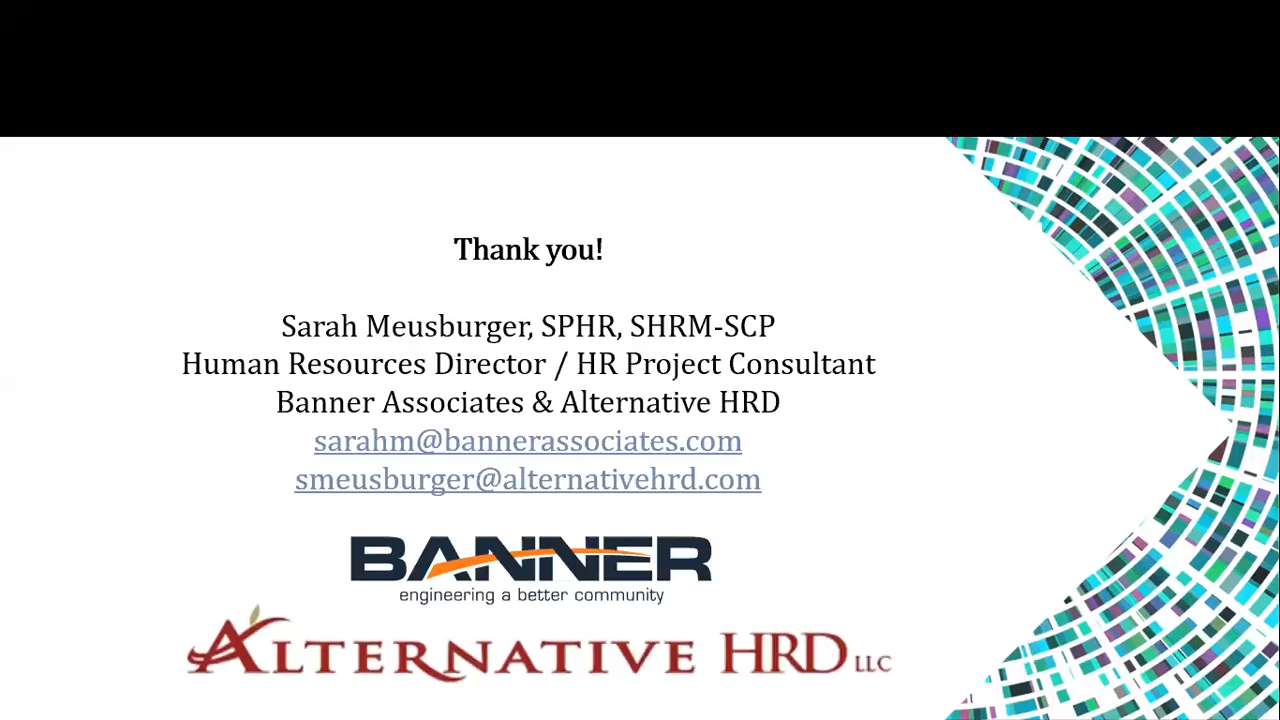 Thank you!
Sarah Meusburger, SPHR, SHRM-SCP
Human Resources Director / HR Project Consultant
Banner Associates & Alternative HRD
sarahm@bannerassociates.com
smeusburger@alternativehrd.com
BANNER
engineering a better community
ALTERNATIVE HRD LLC